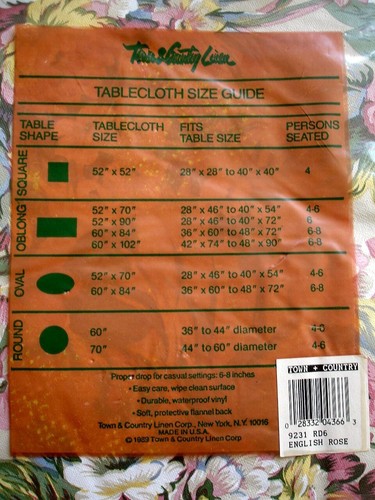 Town & Country Linen
TABLECLOTH SIZE GUIDE
TABLE SHAPE TABLECLOTH SIZE FITS TABLE SIZE PERSONS SEATED
SQUARE 52" x 52" 28" x 28" to 40" x 40" 4
OBLONG 52" x 70" 28" x 46" to 40" x 54" 4-6
52" x 90" 28" x 46" to 40" x 72" 6
60" x 84" 36" x 60" to 48" x 72" 6-8
60" x 102" 42" x 74" to 48" x 90" 6-8
OVAL 52" x 70" 28" x 46" to 40" x 54" 4-6
60" x 84" 36" x 60" to 48" x 72" 6-8
ROUND 60" 38" to 44" diameter
70" 44" to 60" diameter 4-6
Proper drop for casual settings: 6-8 inches
• Easy care, wipe clean surface
• Durable, waterproof vinyl
• Soft, protective flannel back
Town & Country Linen Corp., New York, N.Y. 10016
MADE IN U.S.A.
© 1983 Town & Country Linen Corp
TOWN + COUNTRY
0 28332 04366 3
9231 RD6
ENGLISH ROSE